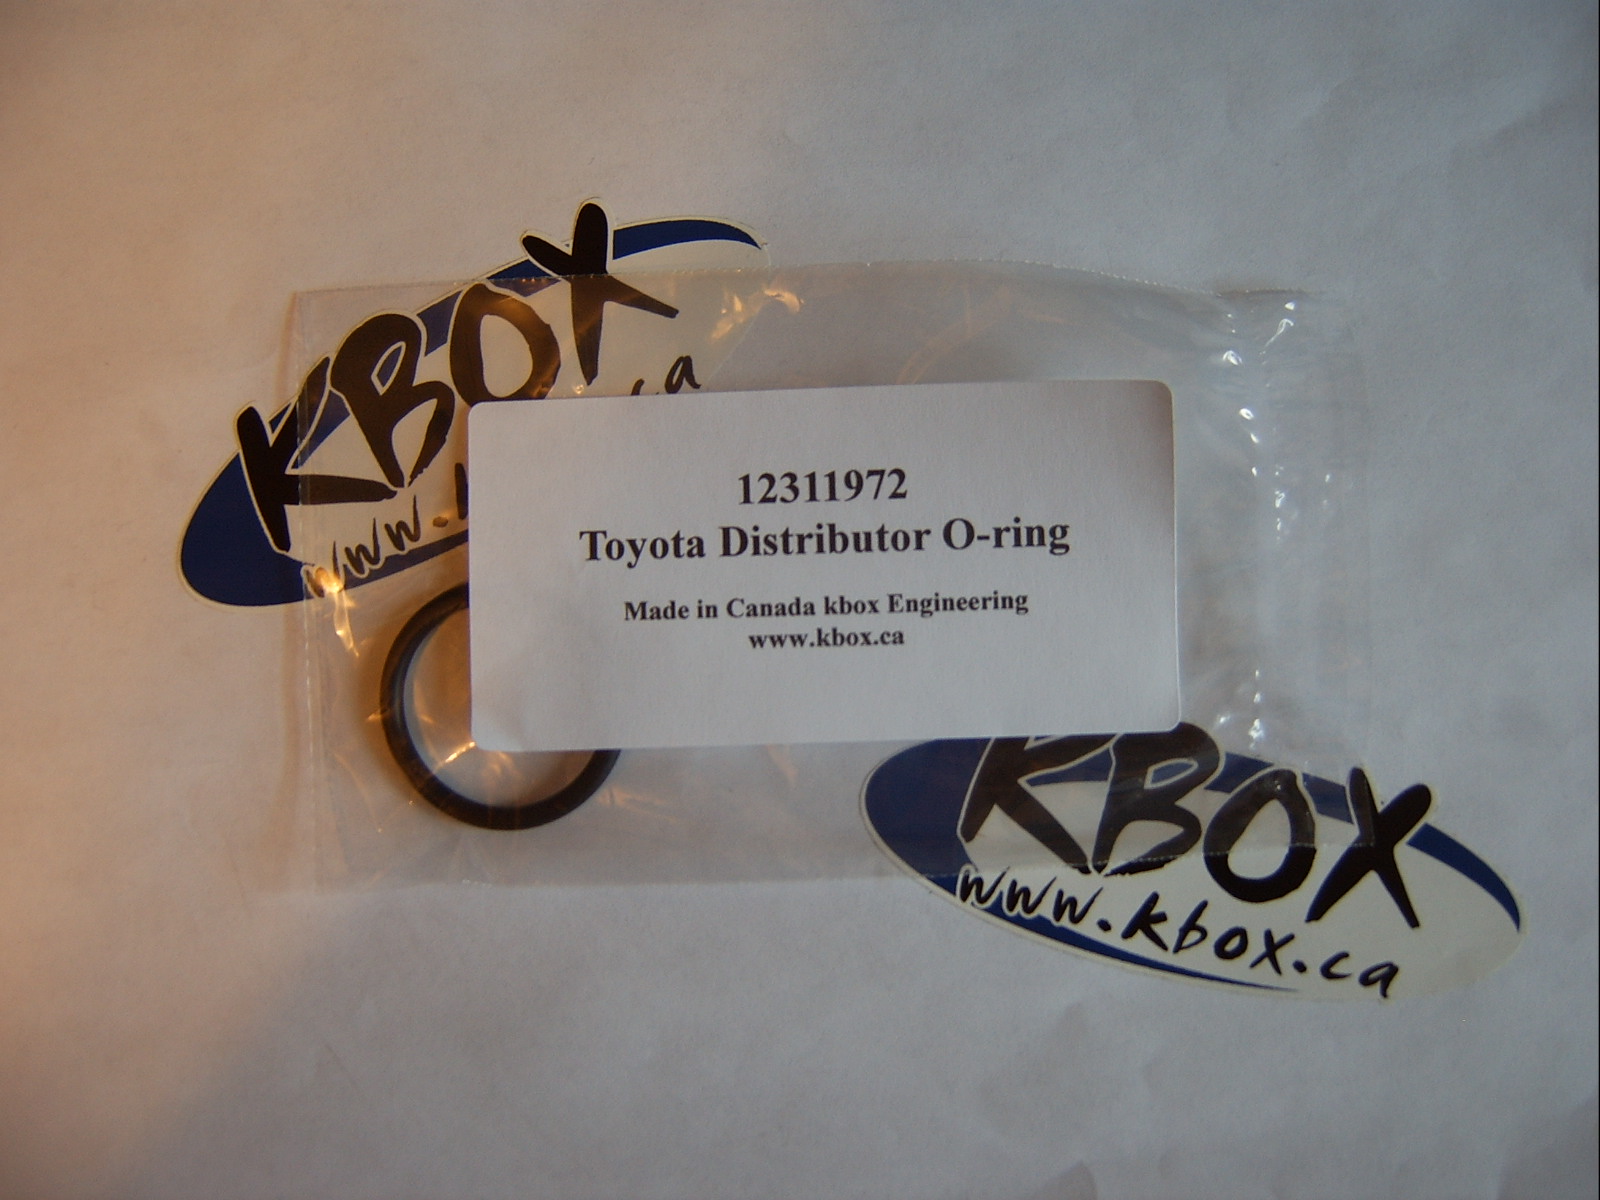 KBOX
www.k    .ca
12311972
Toyota Distributor O-ring
Made in Canada kbox Engineering
www.kbox.ca
KBOX
www.kbox.ca